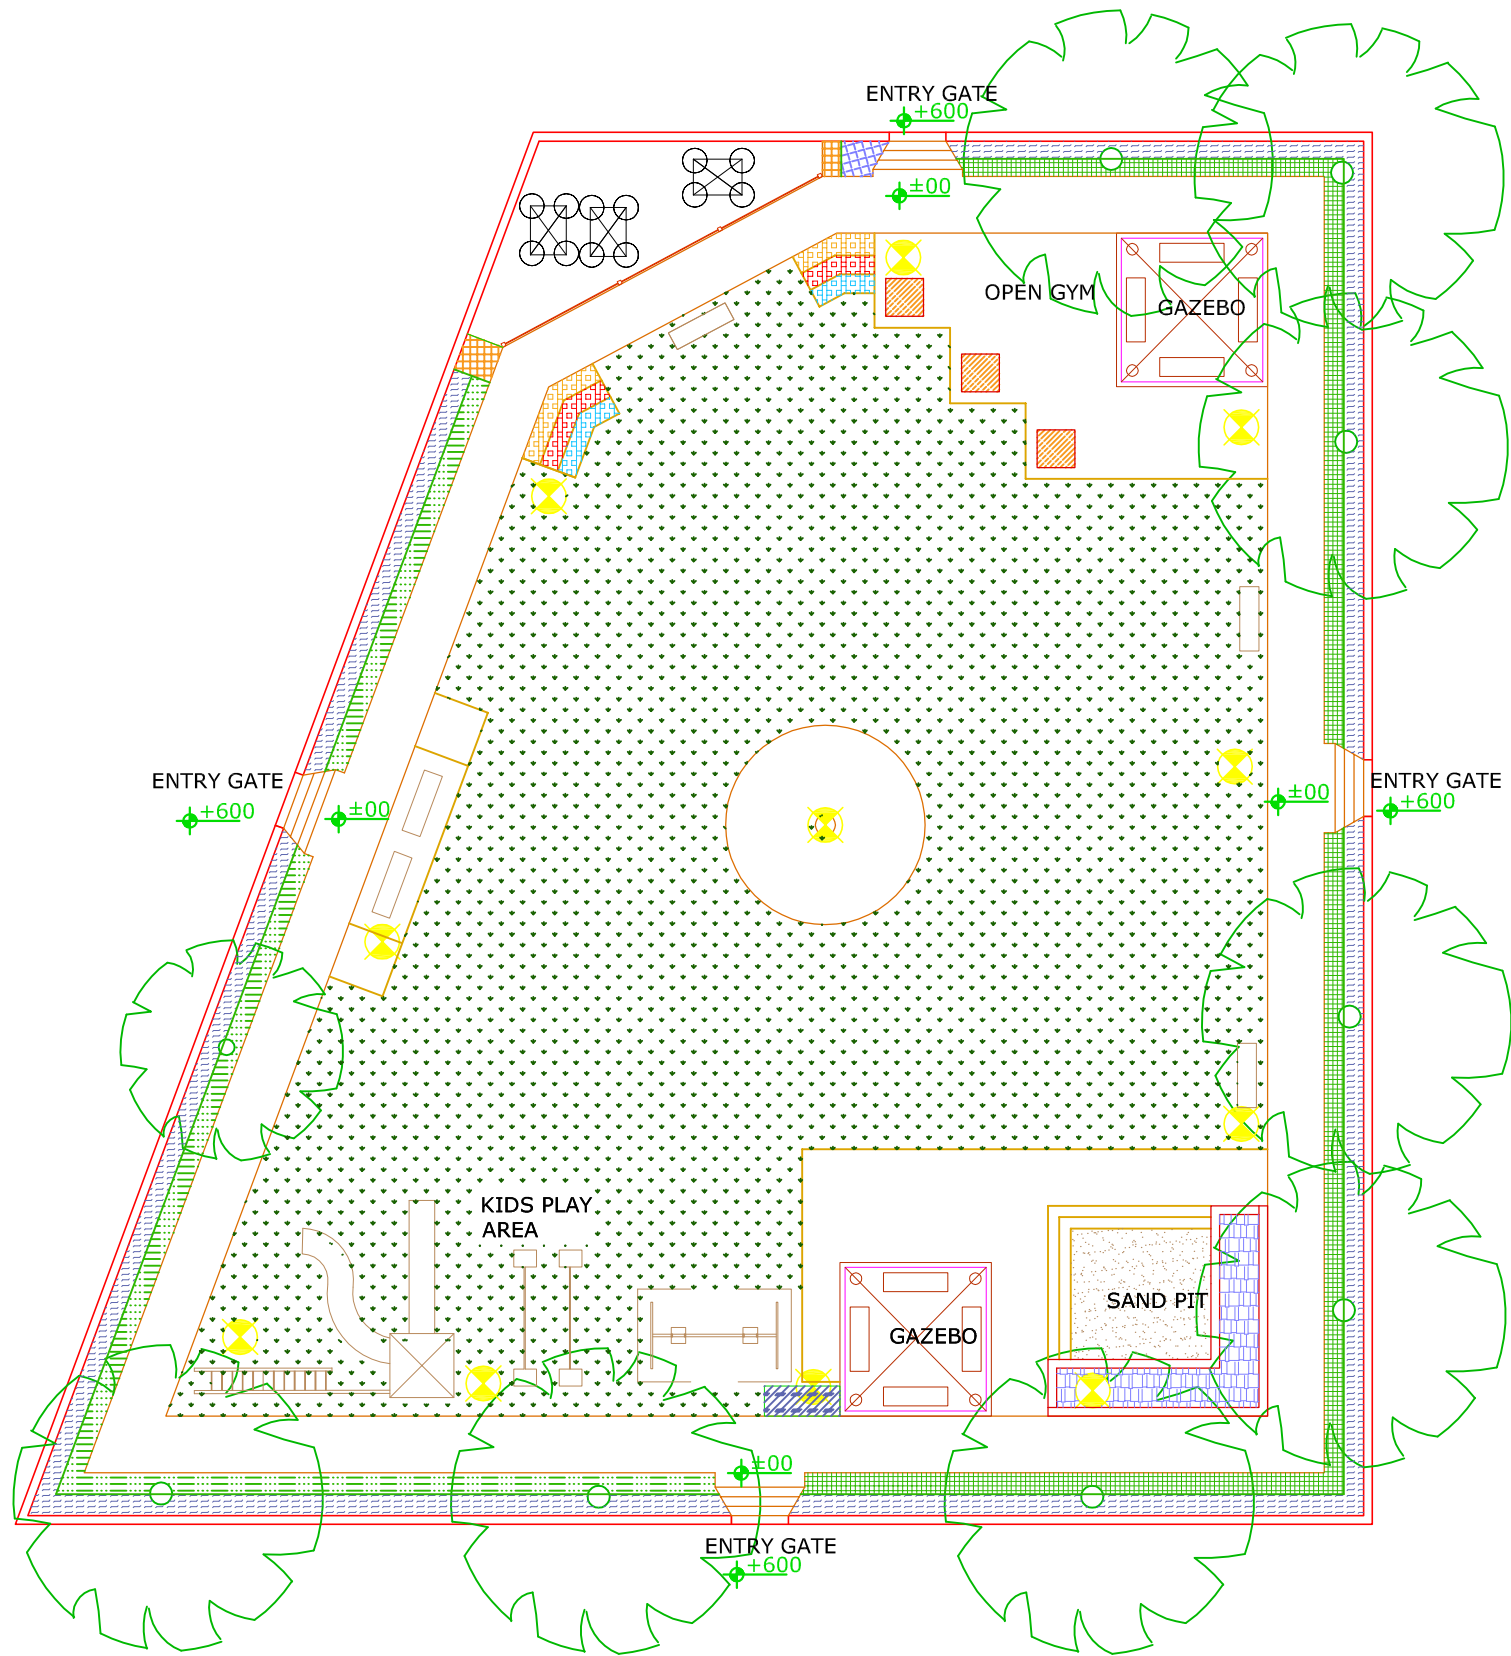 ENTRY GATE
+600
±00
OPEN GYM
GAZEBO
ENTRY GATE
+600
±00
±00
ENTRY GATE
+600
KIDS PLAY
AREA
SAND PIT
GAZEBO
±00
ENTRY GATE
+600